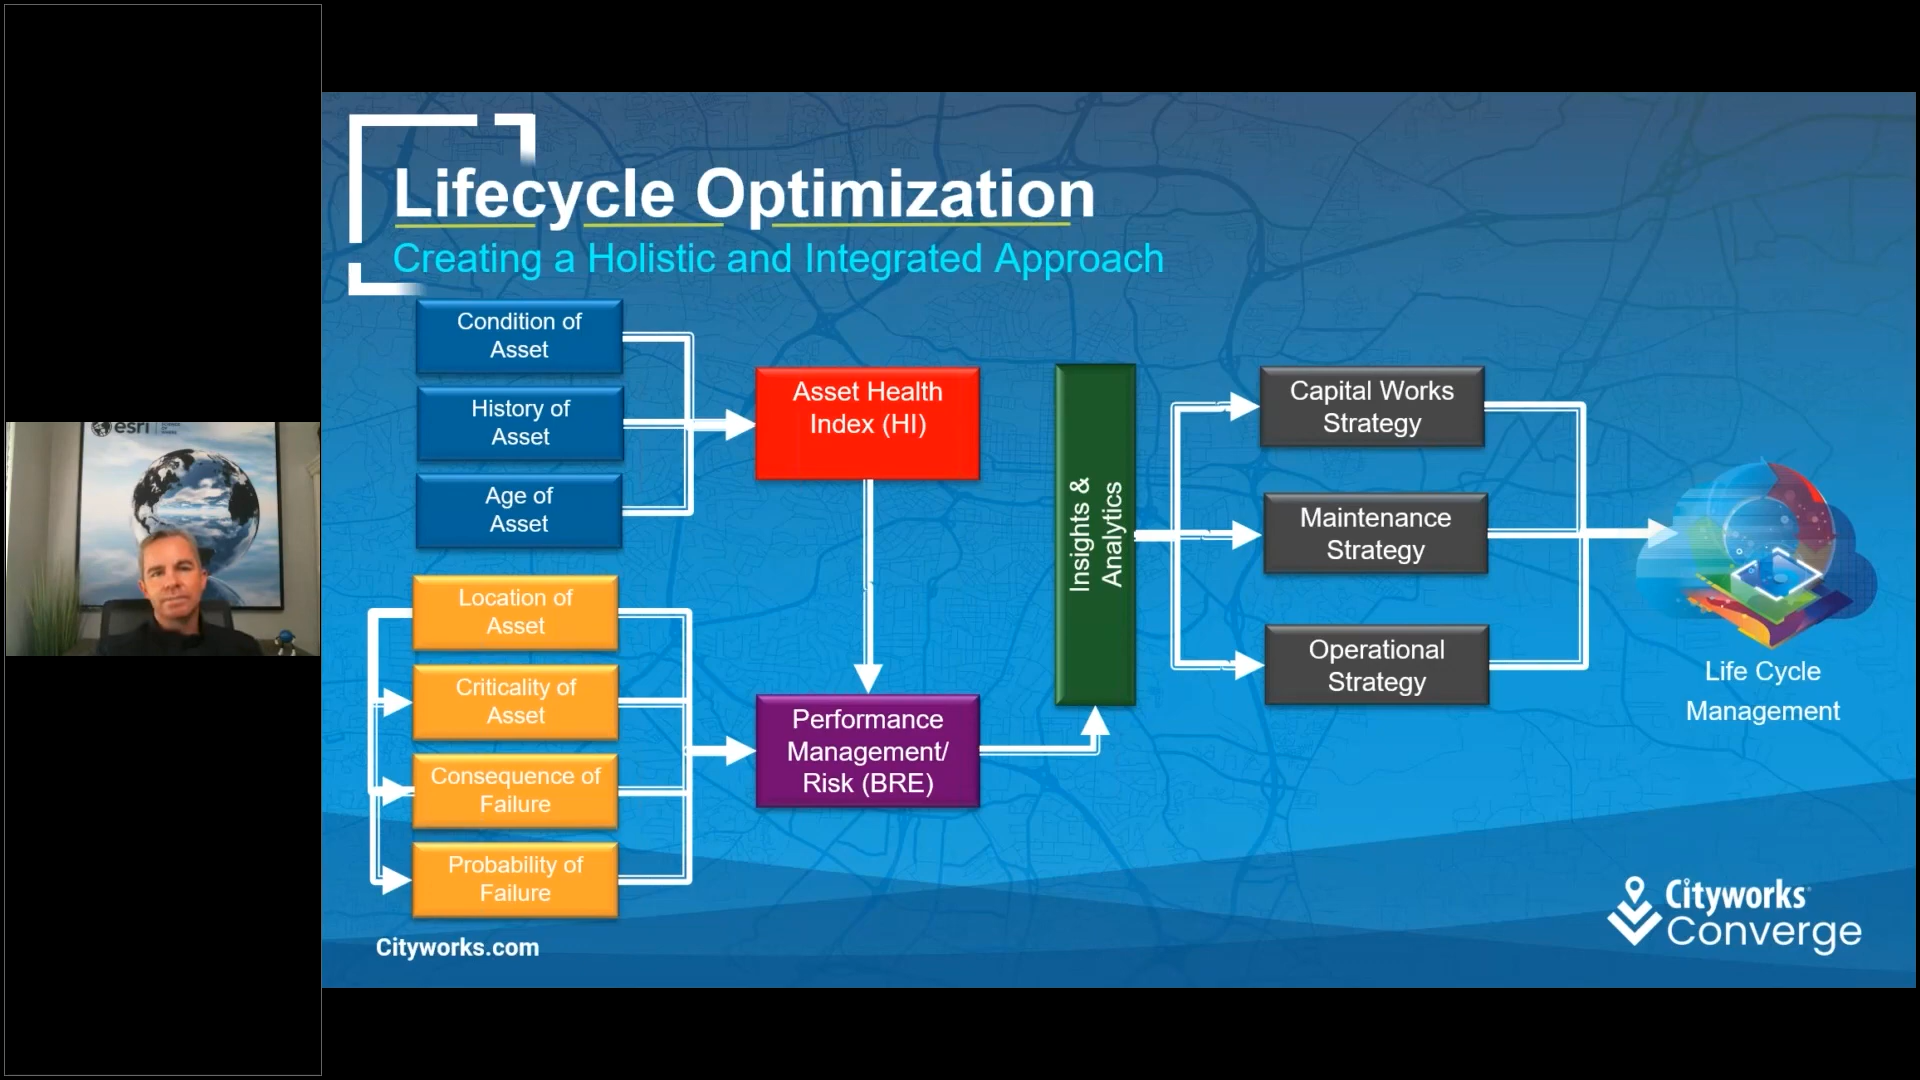 Lifecycle Optimization
Creating a Holistic and Integrated Approach
Condition of
Asset
History of
Asset
Age of
Asset
Location of
Asset
Criticality of
Asset
Consequence of
Failure
Probability of
Failure
Asset Health
Index (HI)
Performance
Management/
Risk (BRE)
Insights &
Analytics
Capital Works
Strategy
Maintenance
Strategy
Operational
Strategy
Life Cycle
Management
Cityworks.com
Cityworks
Converge
esri